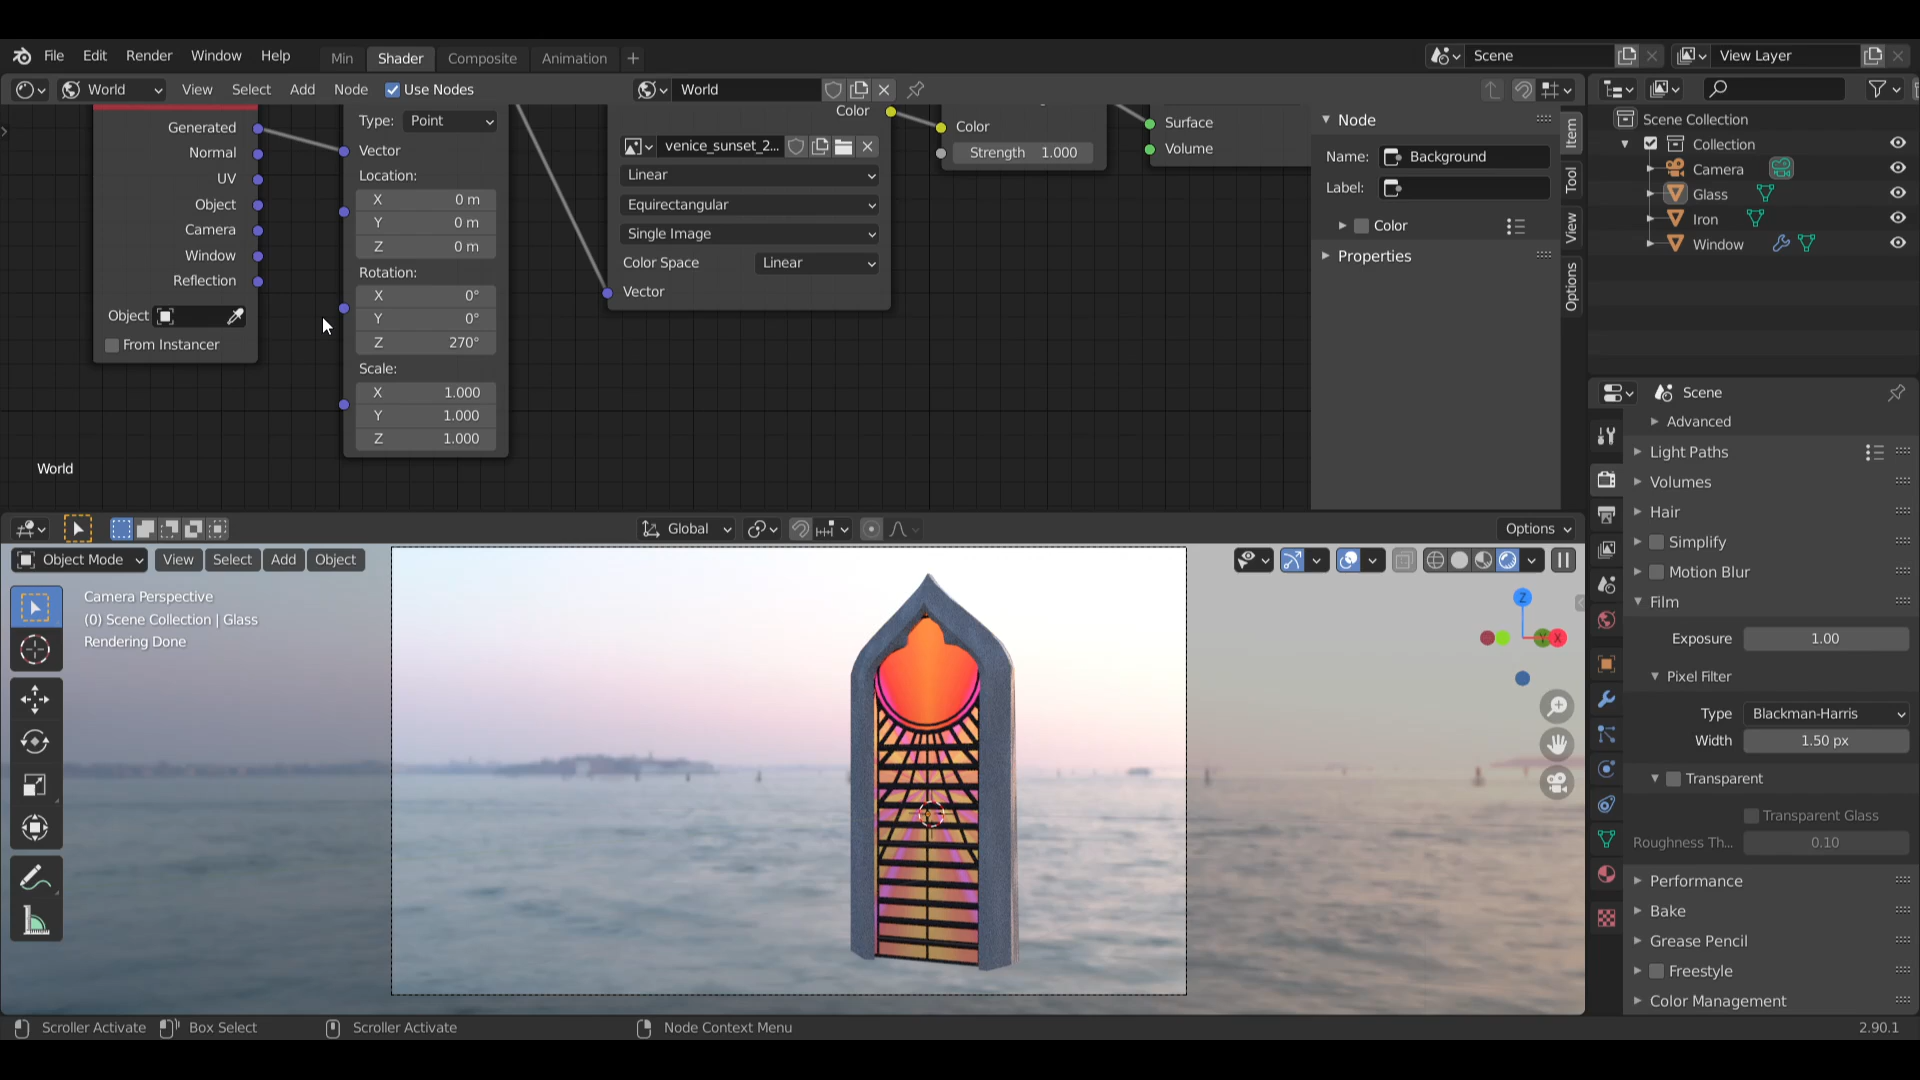 File Edit Render Window Help Min Shader Composite Animation + Scene View Layer
World View Select Add Node Use Nodes World
Generated
Normal
UV
Object
Camera
Window
Reflection
Object
From Instancer
Type: Point
Vector
Location:
X 0 m
Y 0 m
Z 0 m
Rotation:
X 0°
Y 0°
Z 270°
Scale:
X 1.000
Y 1.000
Z 1.000
World
Color
venice_sunset_2...
Linear
Equirectangular
Single Image
Color Space Linear
Vector
Color
Strength 1.000
Surface
Volume
Node
Name: Background
Label:
Color
Properties
Item
Tool
View
Options
Scene Collection
Collection
Camera
Glass
Iron
Window
Scene
Advanced
Light Paths
Volumes
Hair
Simplify
Motion Blur
Film
Exposure 1.00
Pixel Filter
Type Blackman-Harris
Width 1.50 px
Transparent
Transparent Glass
Roughness Th... 0.10
Performance
Bake
Grease Pencil
Freestyle
Color Management
Global Options
Object Mode View Select Add Object
Camera Perspective
(0) Scene Collection | Glass
Rendering Done
Z
Y
X
Scroller Activate Box Select Scroller Activate Node Context Menu 2.90.1